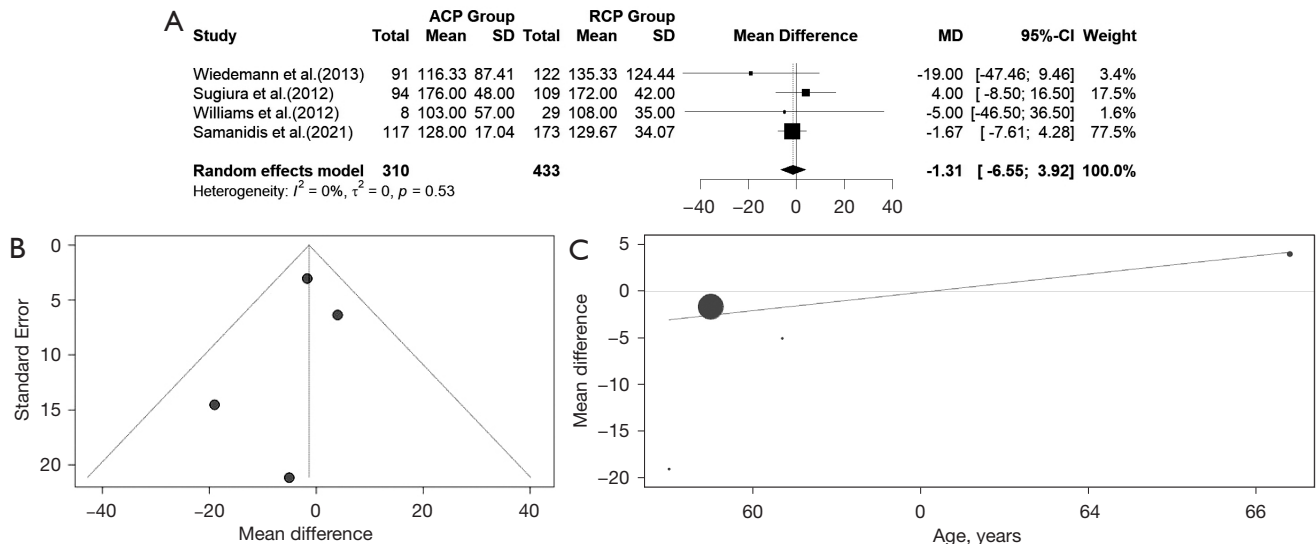 A
ACP Group RCP Group
Study Total Mean SD Total Mean SD Mean Difference MD 95%-CI Weight
Wiedemann et al.(2013) 91 116.33 87.41 122 135.33 124.44 -19.00 [-47.46; 9.46] 3.4%
Sugiura et al.(2012) 94 176.00 48.00 109 172.00 42.00 4.00 [-8.50; 16.50] 17.5%
Williams et al.(2012) 8 103.00 57.00 29 108.00 35.00 -5.00 [-46.50; 36.50] 1.6%
Samanidis et al.(2021) 117 128.00 17.04 173 129.67 34.07 -1.67 [-7.61; 4.28] 77.5%
Random effects model 310 433 -1.31 [-6.55; 3.92] 100.0%
Heterogeneity: I² = 0%, τ² = 0, p = 0.53
−40 −20 0 20 40
B
Standard Error
0
5
10
15
20
−40 −20 0 20 40
Mean difference
C
Mean difference
5
0
−5
−10
−15
−20
60 0 64 66
Age, years